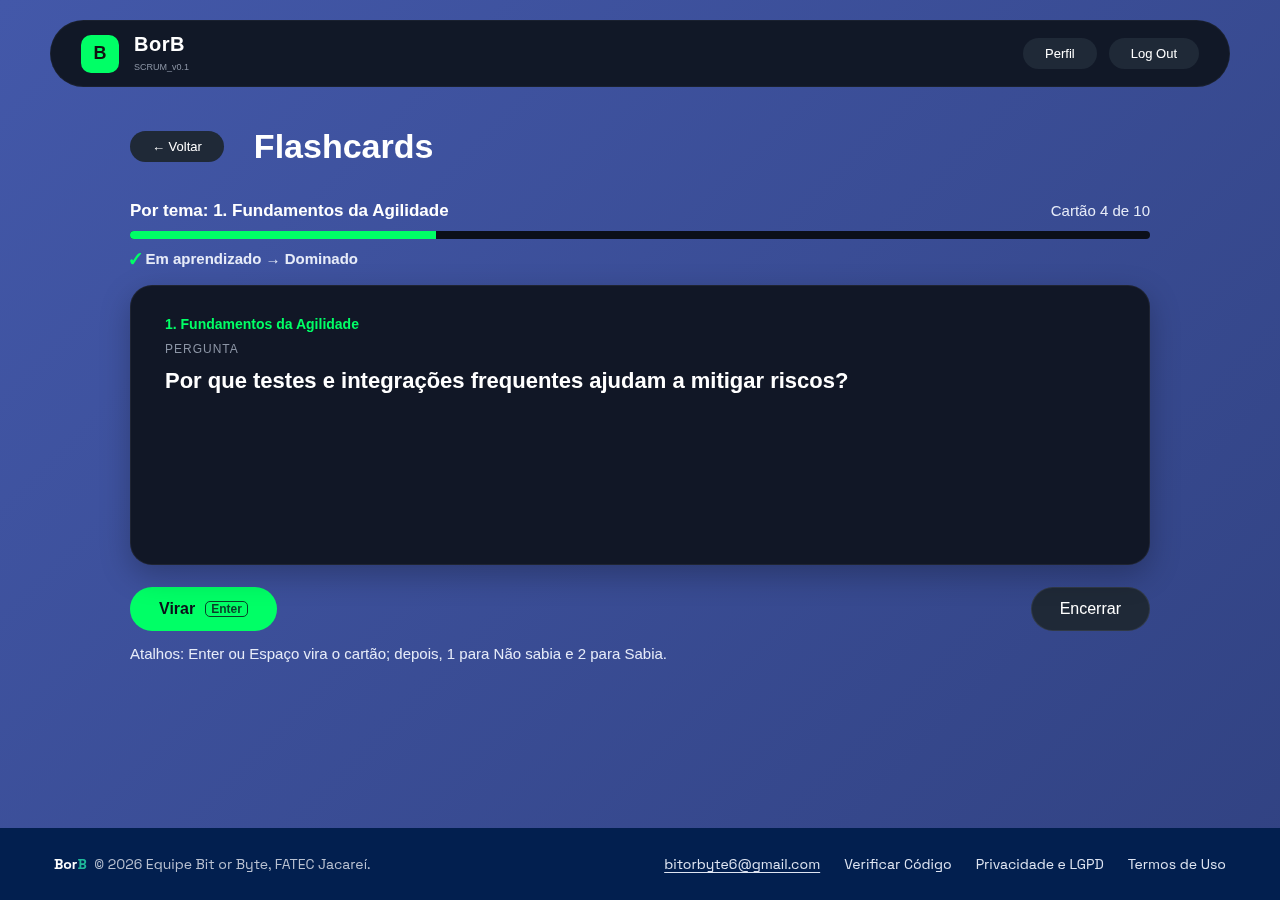 B
BorB
SCRUM_v0.1
Perfil
Log Out
← Voltar
Flashcards
Por tema: 1. Fundamentos da Agilidade
Cartão 4 de 10
✓ Em aprendizado → Dominado
1. Fundamentos da Agilidade
PERGUNTA
Por que testes e integrações frequentes ajudam a mitigar riscos?
Virar Enter
Encerrar
Atalhos: Enter ou Espaço vira o cartão; depois, 1 para Não sabia e 2 para Sabia.
BorB © 2026 Equipe Bit or Byte, FATEC Jacareí.
bitorbyte6@gmail.com
Verificar Código
Privacidade e LGPD
Termos de Uso